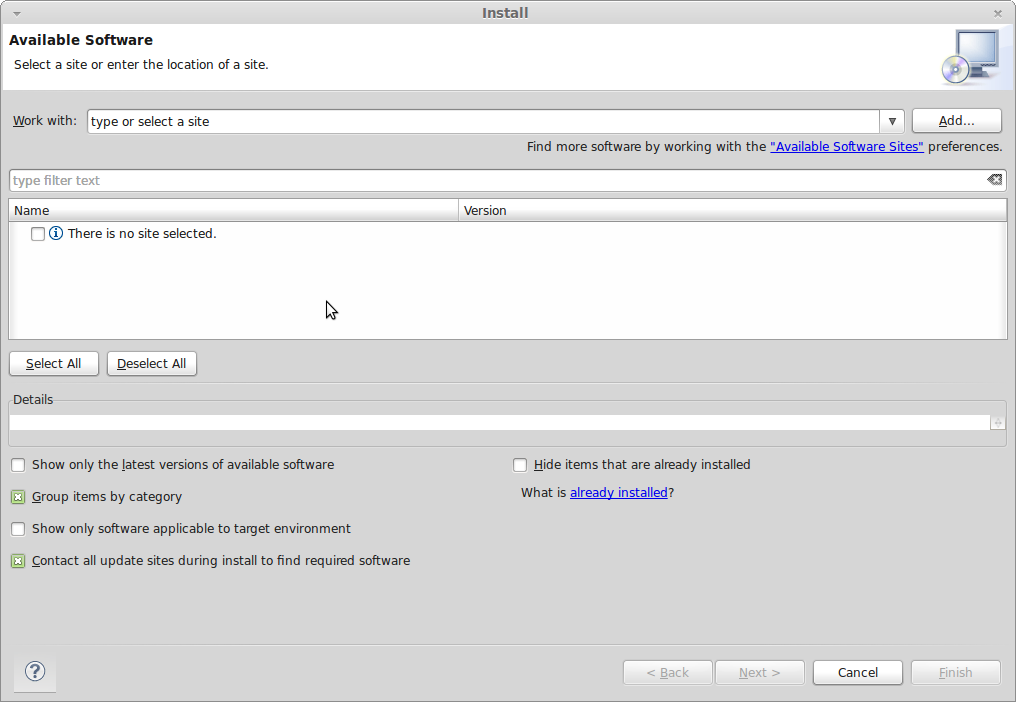 Install
Available Software
Select a site or enter the location of a site.
Work with: type or select a site Add...
Find more software by working with the "Available Software Sites" preferences.
type filter text
Name Version
There is no site selected.
Select All Deselect All
Details
Show only the latest versions of available software Hide items that are already installed
Group items by category What is already installed?
Show only software applicable to target environment
Contact all update sites during install to find required software
? < Back Next > Cancel Finish